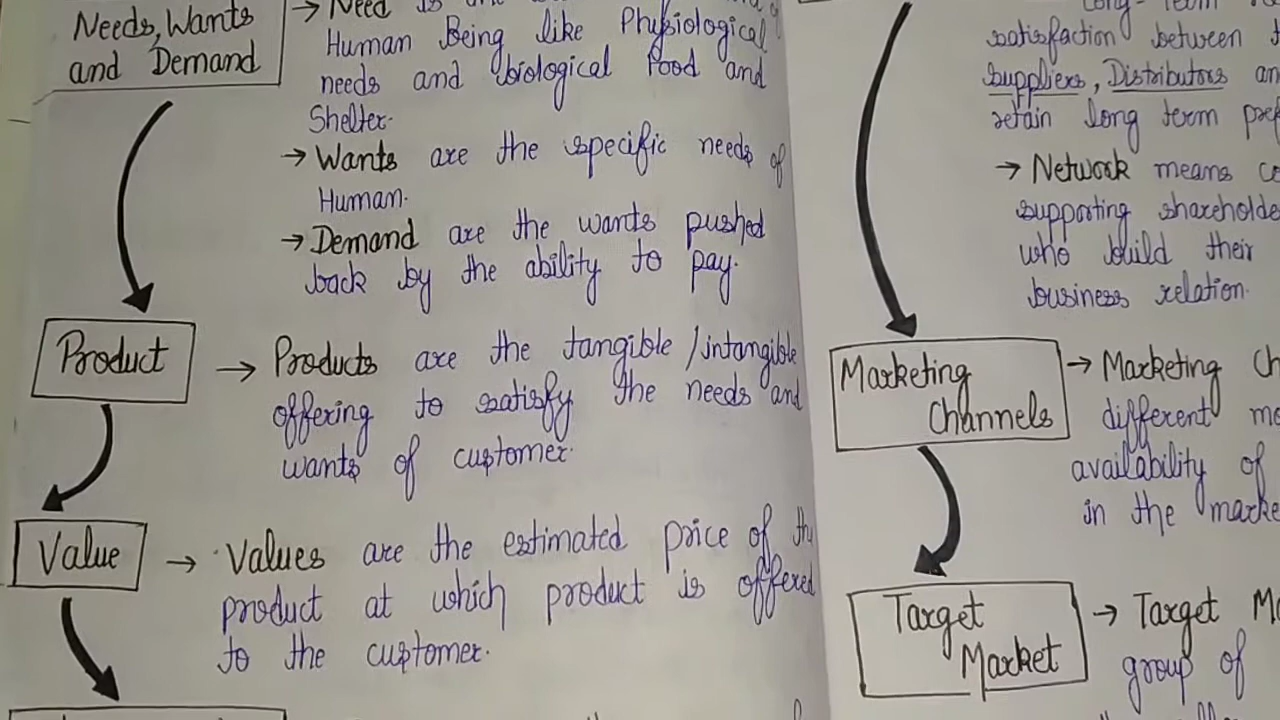 Needs, Wants
and Demand
→ Need is
Human Being like Physiological
needs and biological Food and
Shelter.
→ Wants are the specific needs of
Human.
→ Demand are the wants pushed
back by the ability to pay.
Product
→ Products are the tangible / intangible
offering to satisfy the needs and
wants of customer.
Value
→ Values are the estimated price of
product at which product is offered
to the customer.
satisfaction between
suppliers, Distributors
retain long term
→ Network means
supporting
who build their
business relation.
Marketing
Channels
→ Marketing
different
availability of
in the
Target
Market
→ Target
group of